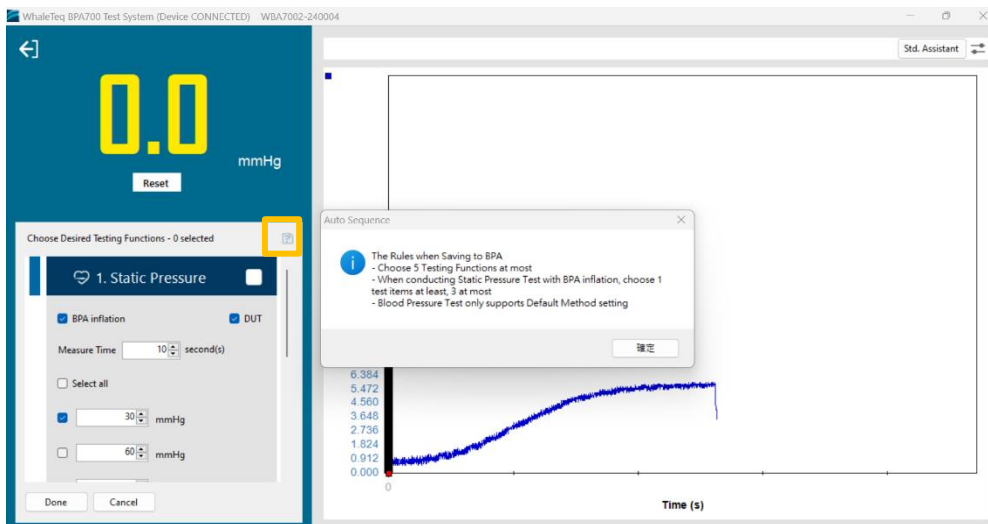 WhaleTeq BPA700 Test System (Device CONNECTED) WBA7002-240004
Std. Assistant
0.0
mmHg
Reset
Choose Desired Testing Functions - 0 selected
1. Static Pressure
BPA inflation
DUT
Measure Time 10 second(s)
Select all
30 mmHg
60 mmHg
Done
Cancel
Auto Sequence
The Rules when Saving to BPA
- Choose 5 Testing Functions at most
- When conducting Static Pressure Test with BPA inflation, choose 1
test items at least, 3 at most
- Blood Pressure Test only supports Default Method setting
確定
6.384
5.472
4.560
3.648
2.736
1.824
0.912
0.000
0
Time (s)